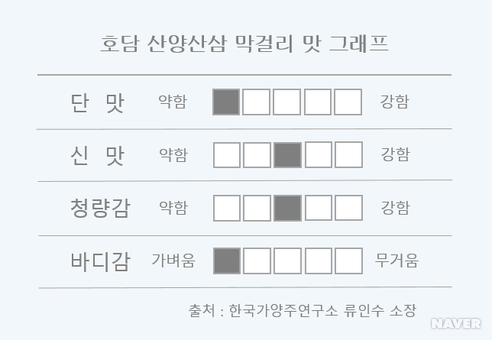 호담 산양산삼 막걸리 맛 그래프
단 맛 약함 강함
신 맛 약함 강함
청량감 약함 강함
바디감 가벼움 무거움
출처 : 한국가양주연구소 류인수 소장
NAVER